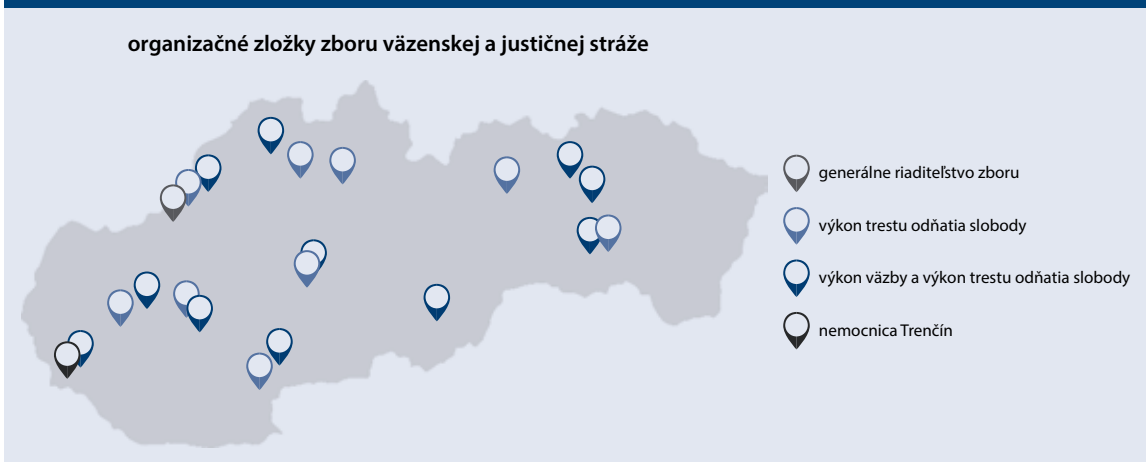 organizačné zložky zboru väzenskej a justičnej stráže
generálne riaditeľstvo zboru
výkon trestu odňatia slobody
výkon väzby a výkon trestu odňatia slobody
nemocnica Trenčín